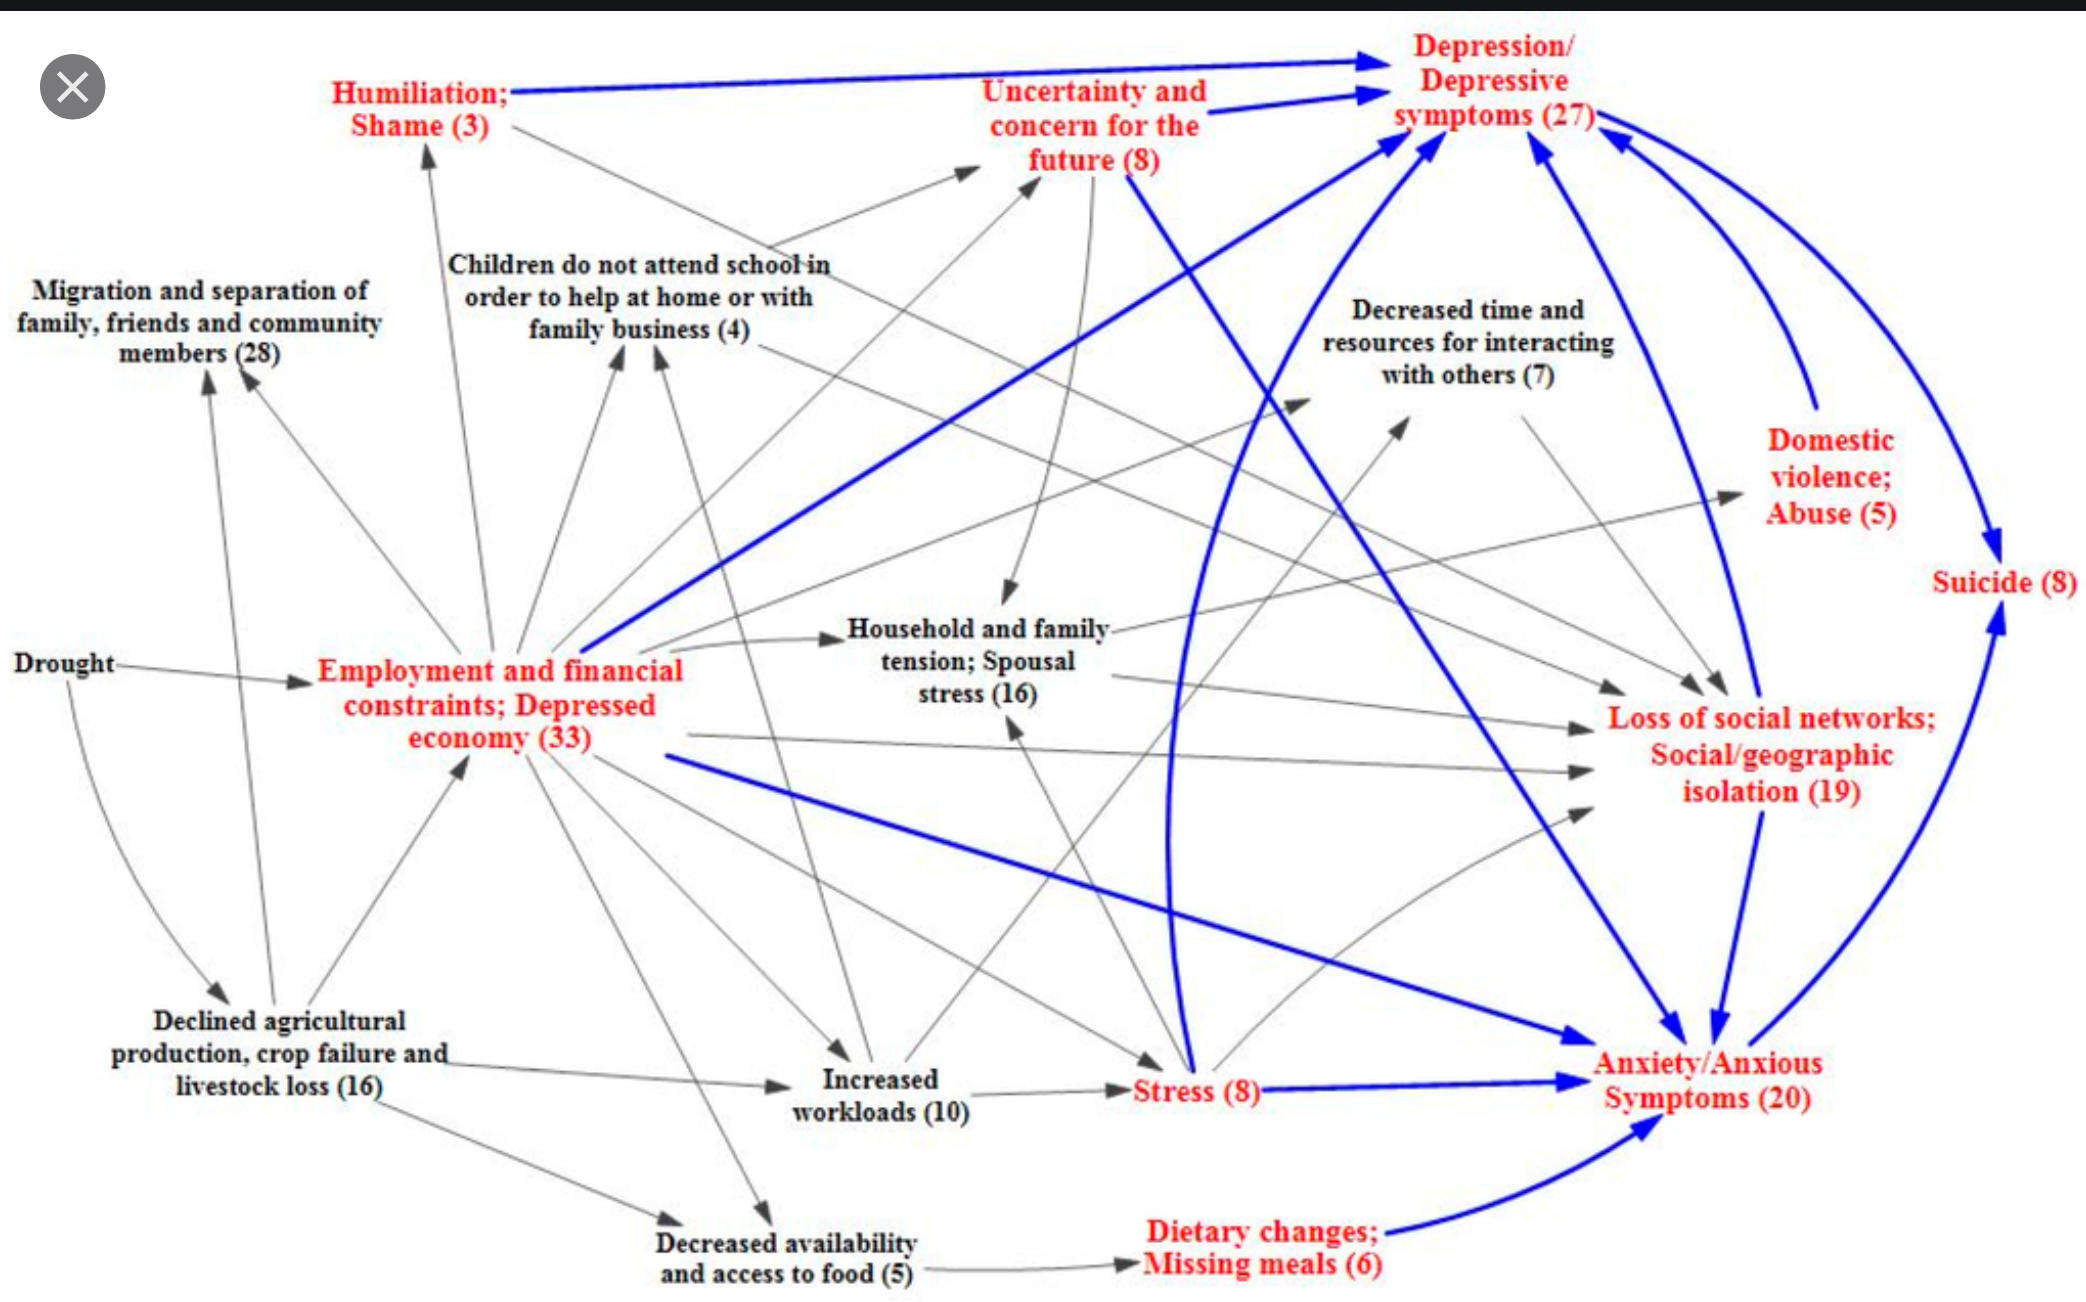 Humiliation;
Shame (3)
Uncertainty and
concern for the
future (8)
Depression/
Depressive
symptoms (27)
Migration and separation of
family, friends and community
members (28)
Children do not attend school in
order to help at home or with
family business (4)
Decreased time and
resources for interacting
with others (7)
Domestic
violence;
Abuse (5)
Suicide (8)
Drought
Employment and financial
constraints; Depressed
economy (33)
Household and family
tension; Spousal
stress (16)
Loss of social networks;
Social/geographic
isolation (19)
Declined agricultural
production, crop failure and
livestock loss (16)
Increased
workloads (10)
Stress (8)
Anxiety/Anxious
Symptoms (20)
Decreased availability
and access to food (5)
Dietary changes;
Missing meals (6)